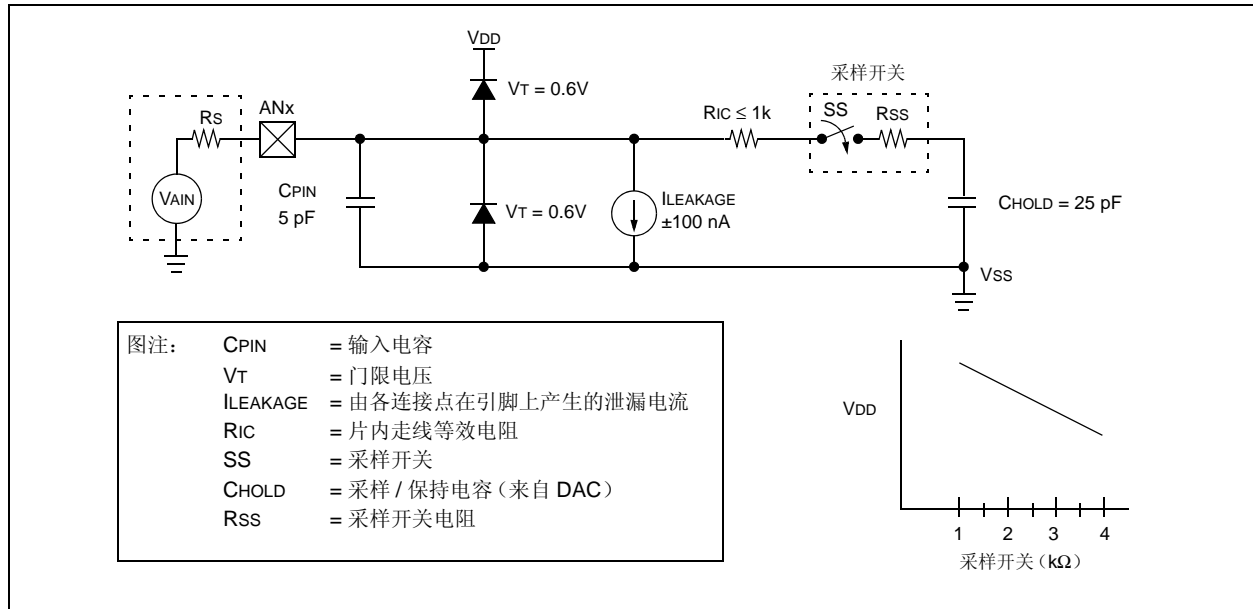 VDD
采样开关
VT = 0.6V
RS
ANx
RIC ≤ 1k
SS
RSS
VAIN
CPIN
5 pF
VT = 0.6V
ILEAKAGE
±100 nA
CHOLD = 25 pF
VSS
图注：
CPIN = 输入电容
VT = 门限电压
ILEAKAGE = 由各连接点在引脚上产生的泄漏电流
RIC = 片内走线等效电阻
SS = 采样开关
CHOLD = 采样 / 保持电容（来自 DAC）
RSS = 采样开关电阻
VDD
1 2 3 4
采样开关（kΩ）